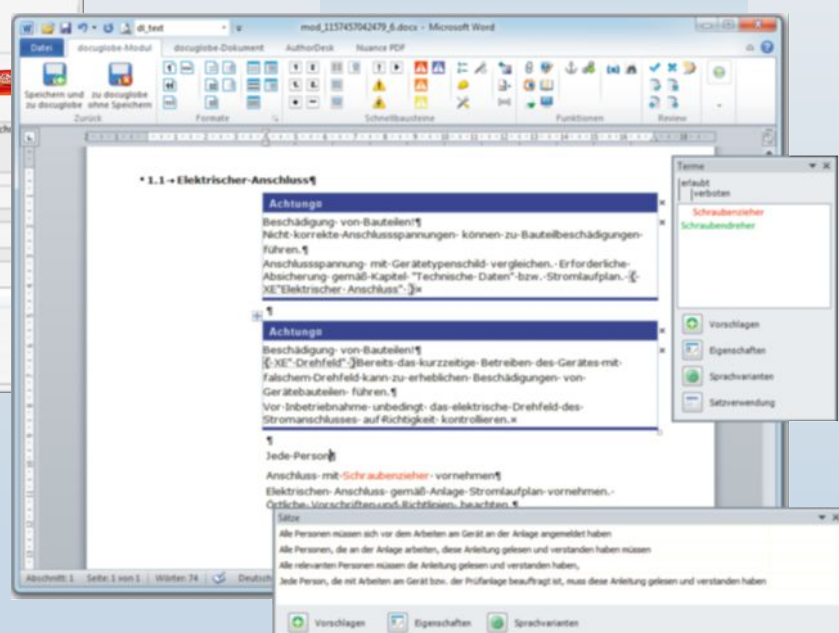 dl_text
mod_1157457042479_6.docx - Microsoft Word
Datei docuglobe-Modul docuglobe-Dokument AuthorDesk Nuance PDF
Speichern und zu docuglobe
zu docuglobe ohne Speichern
Zurück Formate Schnellbausteine Funktionen Review
1.1→Elektrischer·Anschluss¶
Achtung¤
Beschädigung· von·Bauteilen!¶
Nicht·korrekte·Anschlussspannungen· können·zu·Bauteilbeschädigungen·
führen.¶
Anschlussspannung· mit·Gerätetypenschild· vergleichen.· Erforderliche·
Absicherung· gemäß·Kapitel· "Technische· Daten"·bzw.· Stromlaufplan.· {·
XE"Elektrischer· Anschluss"· }¤
¶
Achtung¤
Beschädigung· von·Bauteilen!¶
{·XE"·Drehfeld"·}Bereits·das·kurzzeitige· Betreiben·des·Gerätes·mit·
falschem·Drehfeld·kann·zu·erheblichen· Beschädigungen· von·
Gerätebauteilen· führen.¶
Vor·Inbetriebnahme· unbedingt· das·elektrische·Drehfeld·des·
Stromanschlusses· auf·Richtigkeit· kontrollieren.¤
¶
Jede·Person¶
Anschluss· mit·Schraubenzieher· vornehmen¶
Elektrischen· Anschluss· gemäß·Anlage·Stromlaufplan· vornehmen.·
Örtliche· Vorschriften·und·Richtlinien· beachten.¶
Abschnitt: 1 Seite: 1 von 1 Wörter: 74 Deutsch
Terme
erlaubt
verboten
Schraubenzieher
Schraubendreher
Vorschlagen
Eigenschaften
Sprachvarianten
Satzverwendung
Sätze
Alle Personen müssen sich vor dem Arbeiten am Gerät an der Anlage angemeldet haben
Alle Personen, die an der Anlage arbeiten, diese Anleitung gelesen und verstanden haben müssen
Alle relevanten Personen müssen die Anleitung gelesen und verstanden haben,
Jede Person, die mit Arbeiten am Gerät bzw. der Prüfanlage beauftragt ist, muss diese Anleitung gelesen und verstanden haben
Vorschlagen Eigenschaften Sprachvarianten